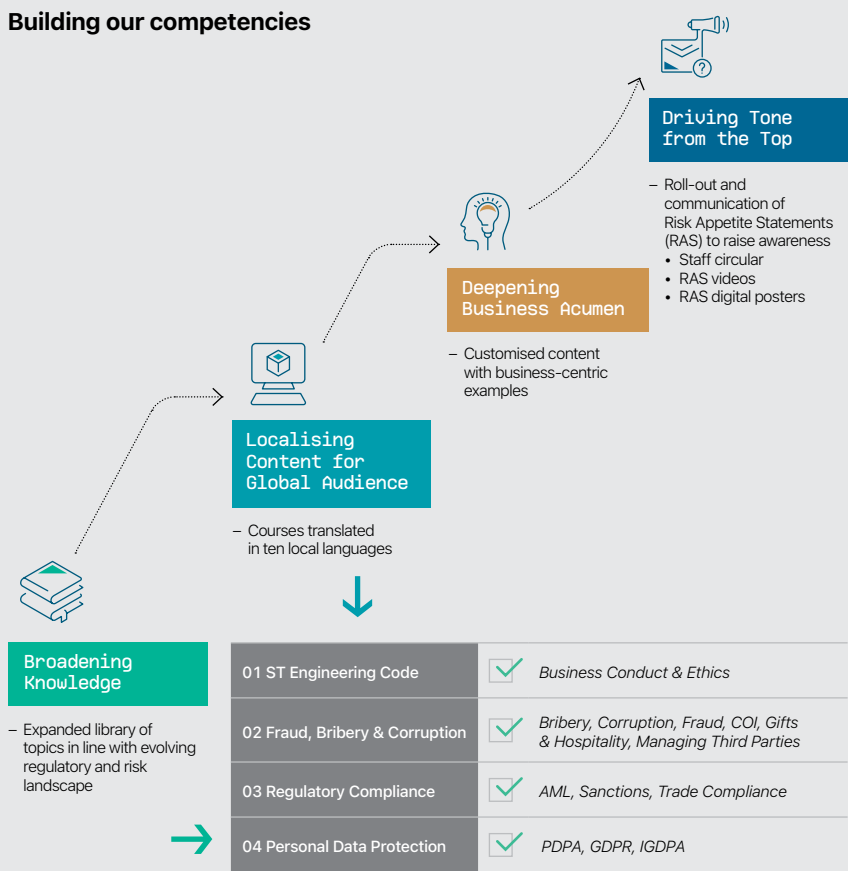 Building our competencies
Driving Tone
from the Top
– Roll-out and
communication of
Risk Appetite Statements
(RAS) to raise awareness
• Staff circular
• RAS videos
• RAS digital posters
Deepening
Business Acumen
– Customised content
with business-centric
examples
Localising
Content for
Global Audience
– Courses translated
in ten local languages
Broadening
Knowledge
– Expanded library of
topics in line with evolving
regulatory and risk
landscape
01 ST Engineering Code
Business Conduct & Ethics
02 Fraud, Bribery & Corruption
Bribery, Corruption, Fraud, COI, Gifts
& Hospitality, Managing Third Parties
03 Regulatory Compliance
AML, Sanctions, Trade Compliance
04 Personal Data Protection
PDPA, GDPR, IGDPA
?